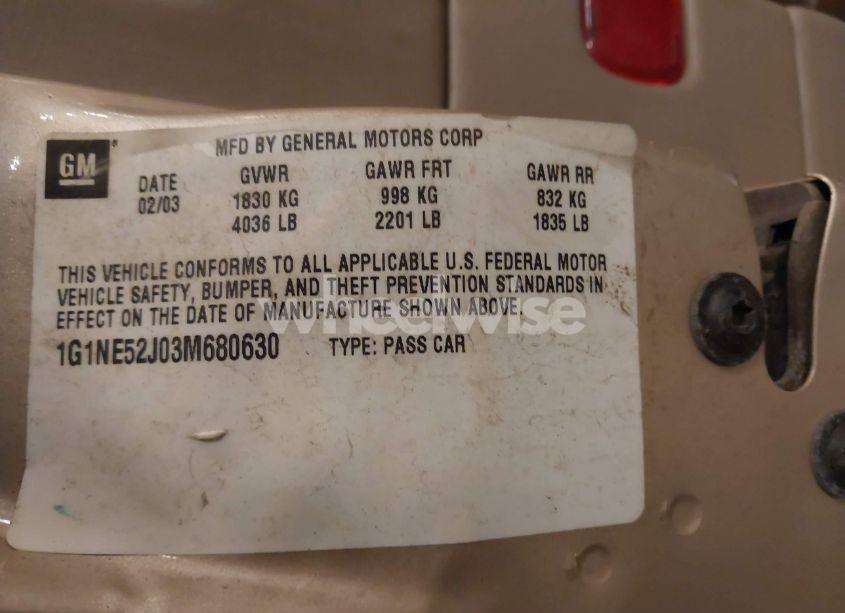 GM
MFD BY GENERAL MOTORS CORP
DATE GVWR GAWR FRT GAWR RR
02/03 1830 KG 998 KG 832 KG
4036 LB 2201 LB 1835 LB
THIS VEHICLE CONFORMS TO ALL APPLICABLE U.S. FEDERAL MOTOR
VEHICLE SAFETY, BUMPER, AND THEFT PREVENTION STANDARDS IN
EFFECT ON THE DATE OF MANUFACTURE SHOWN ABOVE.
wheelwise
1G1NE52J03M680630 TYPE: PASS CAR